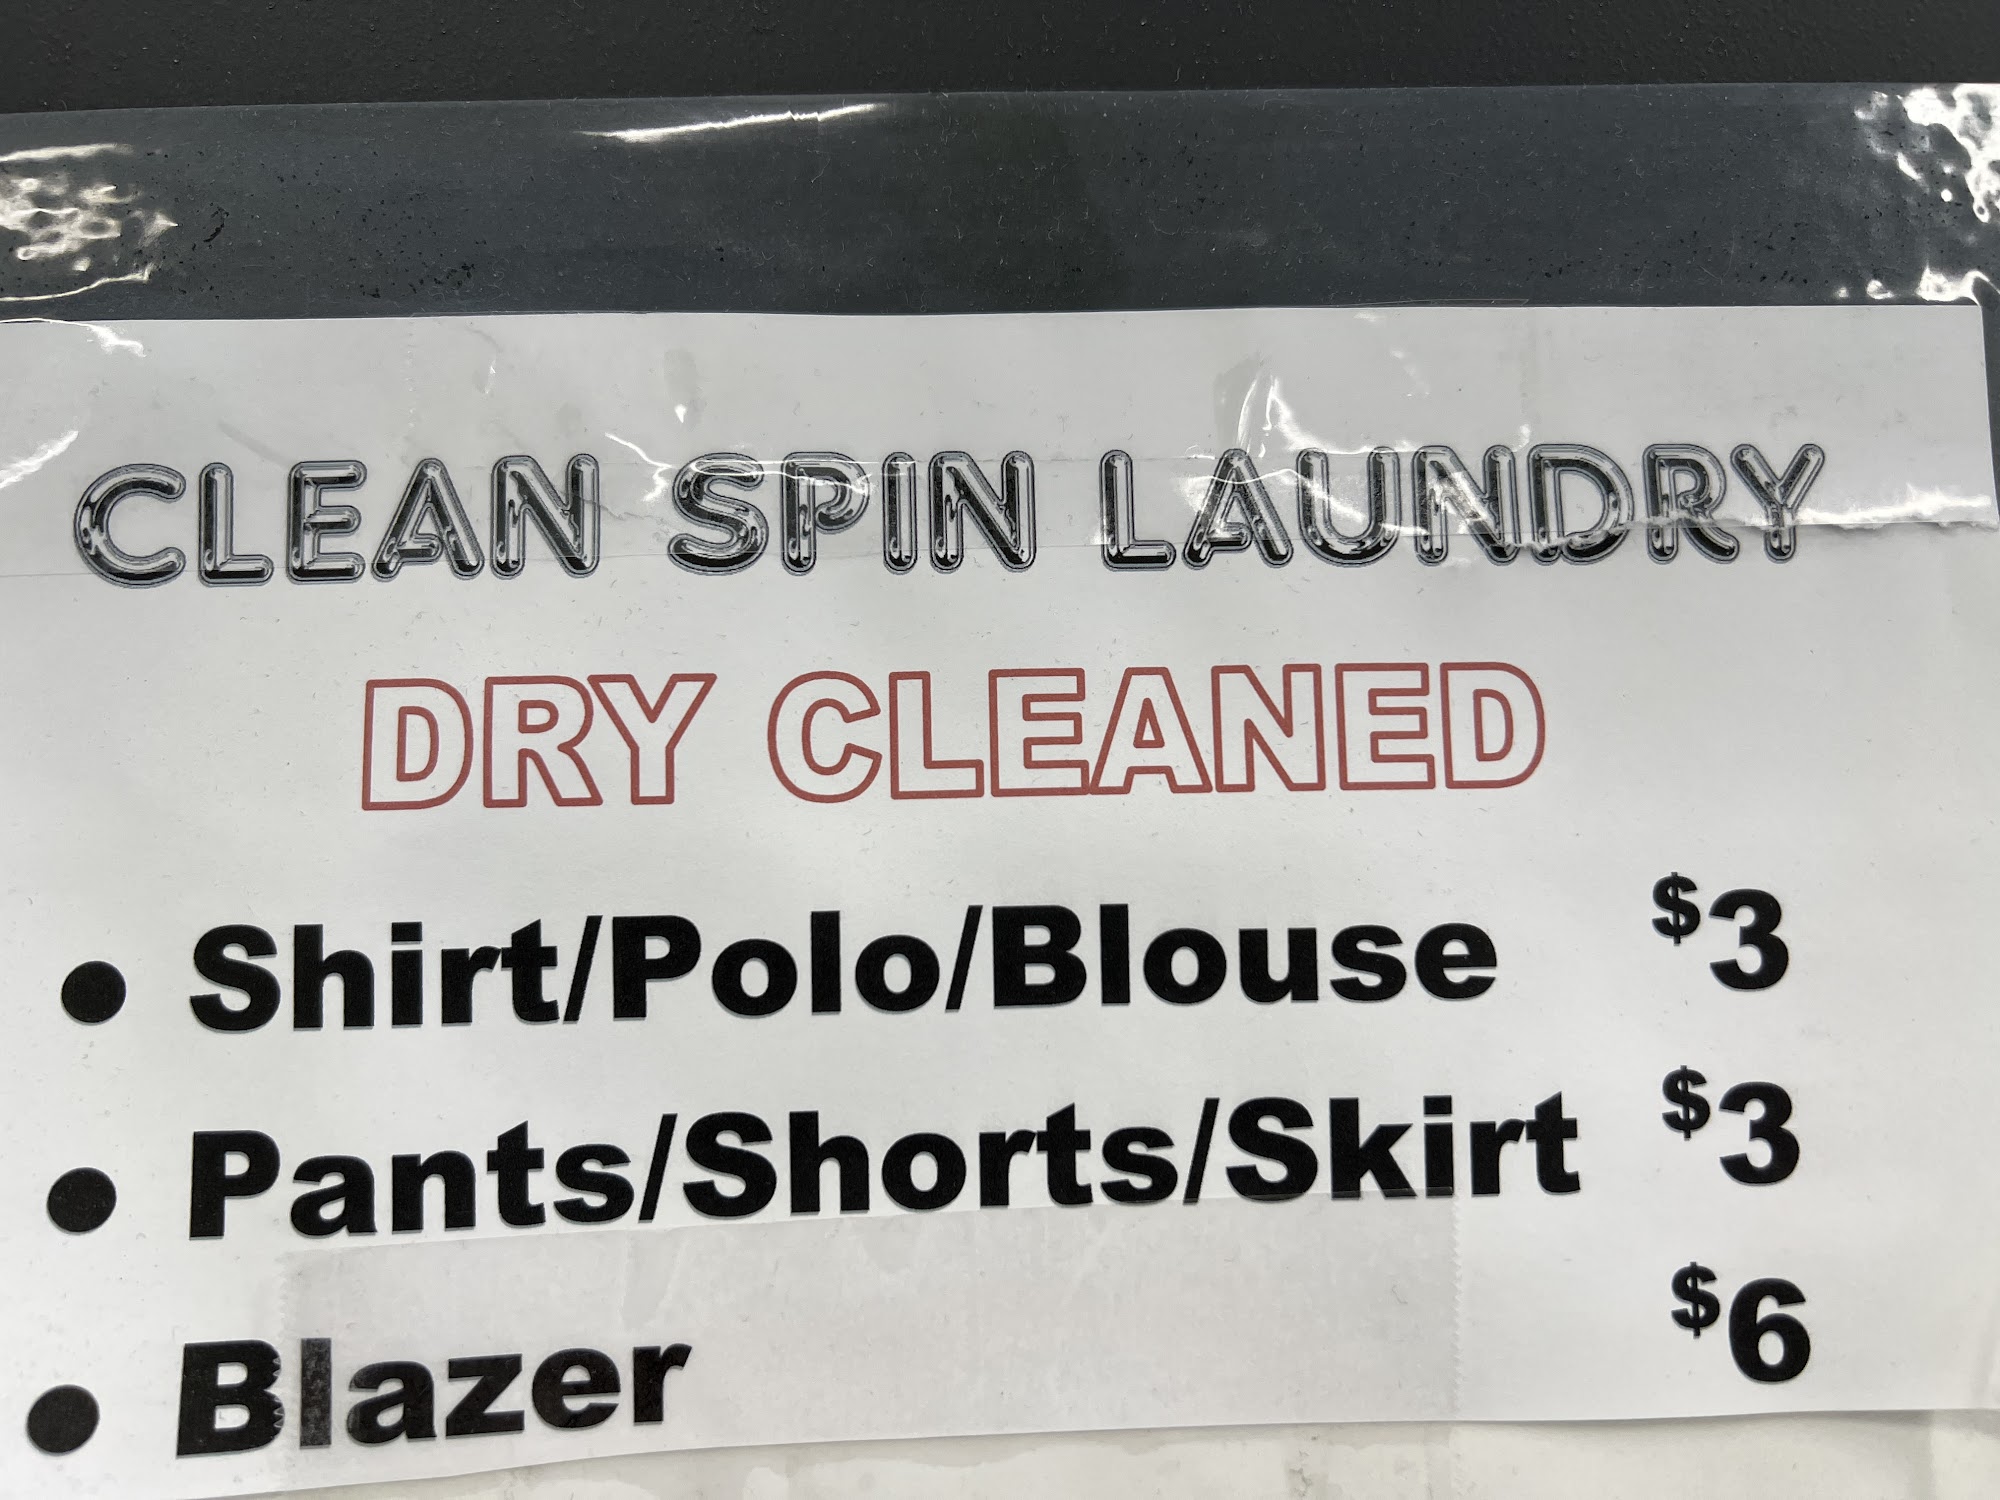 CLEAN SPIN LAUNDRY
DRY CLEANED
• Shirt/Polo/Blouse $3
• Pants/Shorts/Skirt $3
• Blazer $6